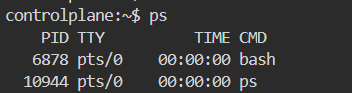 controlplane:~$ ps
    PID TTY          TIME CMD
   6878 pts/0    00:00:00 bash
  10944 pts/0    00:00:00 ps